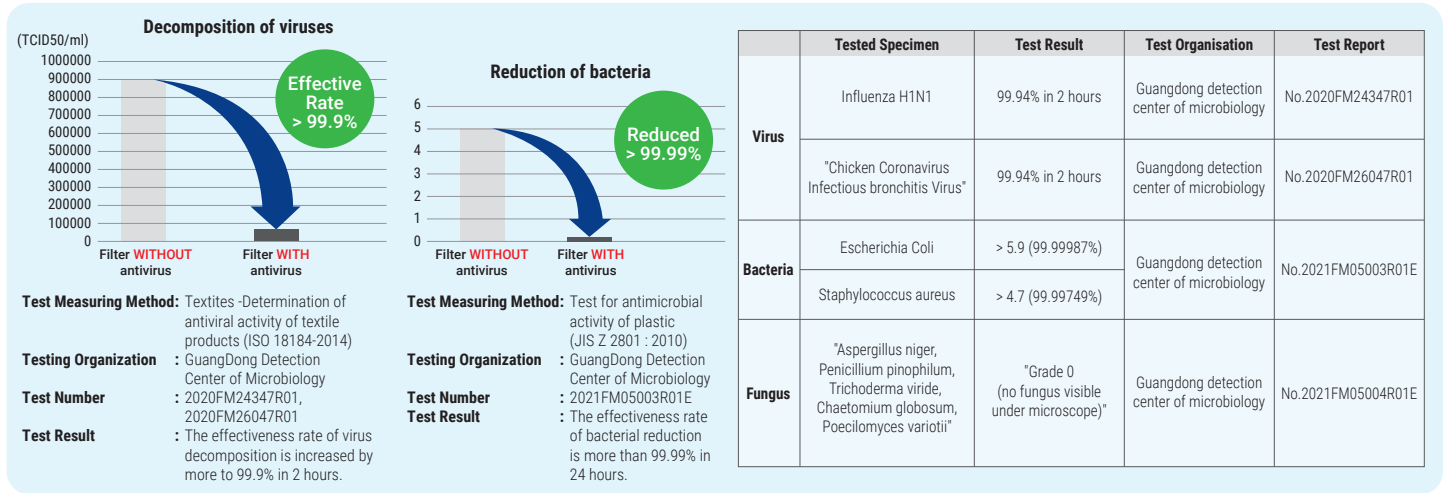 Decomposition of viruses
(TCID50/ml)
1000000
900000
800000
700000
600000
500000
400000
300000
200000
100000
0
Effective
Rate
> 99.9%
Filter WITHOUT
antivirus
Filter WITH
antivirus
Test Measuring Method: Textites -Determination of
antiviral activity of textile
products (ISO 18184-2014)
Testing Organization : GuangDong Detection
Center of Microbiology
Test Number : 2020FM24347R01,
2020FM26047R01
Test Result : The effectiveness rate of virus
decomposition is increased by
more to 99.9% in 2 hours.
Reduction of bacteria
6
5
4
3
2
1
0
Reduced
> 99.99%
Filter WITHOUT
antivirus
Filter WITH
antivirus
Test Measuring Method: Test for antimicrobial
activity of plastic
(JIS Z 2801 : 2010)
Testing Organization : GuangDong Detection
Center of Microbiology
Test Number : 2021FM05003R01E
Test Result : The effectiveness rate
of bacterial reduction
is more than 99.99% in
24 hours.
Tested Specimen Test Result Test Organisation Test Report
Virus
Influenza H1N1
99.94% in 2 hours
Guangdong detection
center of microbiology
No.2020FM24347R01
"Chicken Coronavirus
Infectious bronchitis Virus"
99.94% in 2 hours
Guangdong detection
center of microbiology
No.2020FM26047R01
Bacteria
Escherichia Coli
> 5.9 (99.99987%)
Staphylococcus aureus
> 4.7 (99.99749%)
Guangdong detection
center of microbiology
No.2021FM05003R01E
Fungus
"Aspergillus niger,
Penicillium pinophilum,
Trichoderma viride,
Chaetomium globosum,
Poecilomyces variotii"
"Grade 0
(no fungus visible
under microscope)"
Guangdong detection
center of microbiology
No.2021FM05004R01E